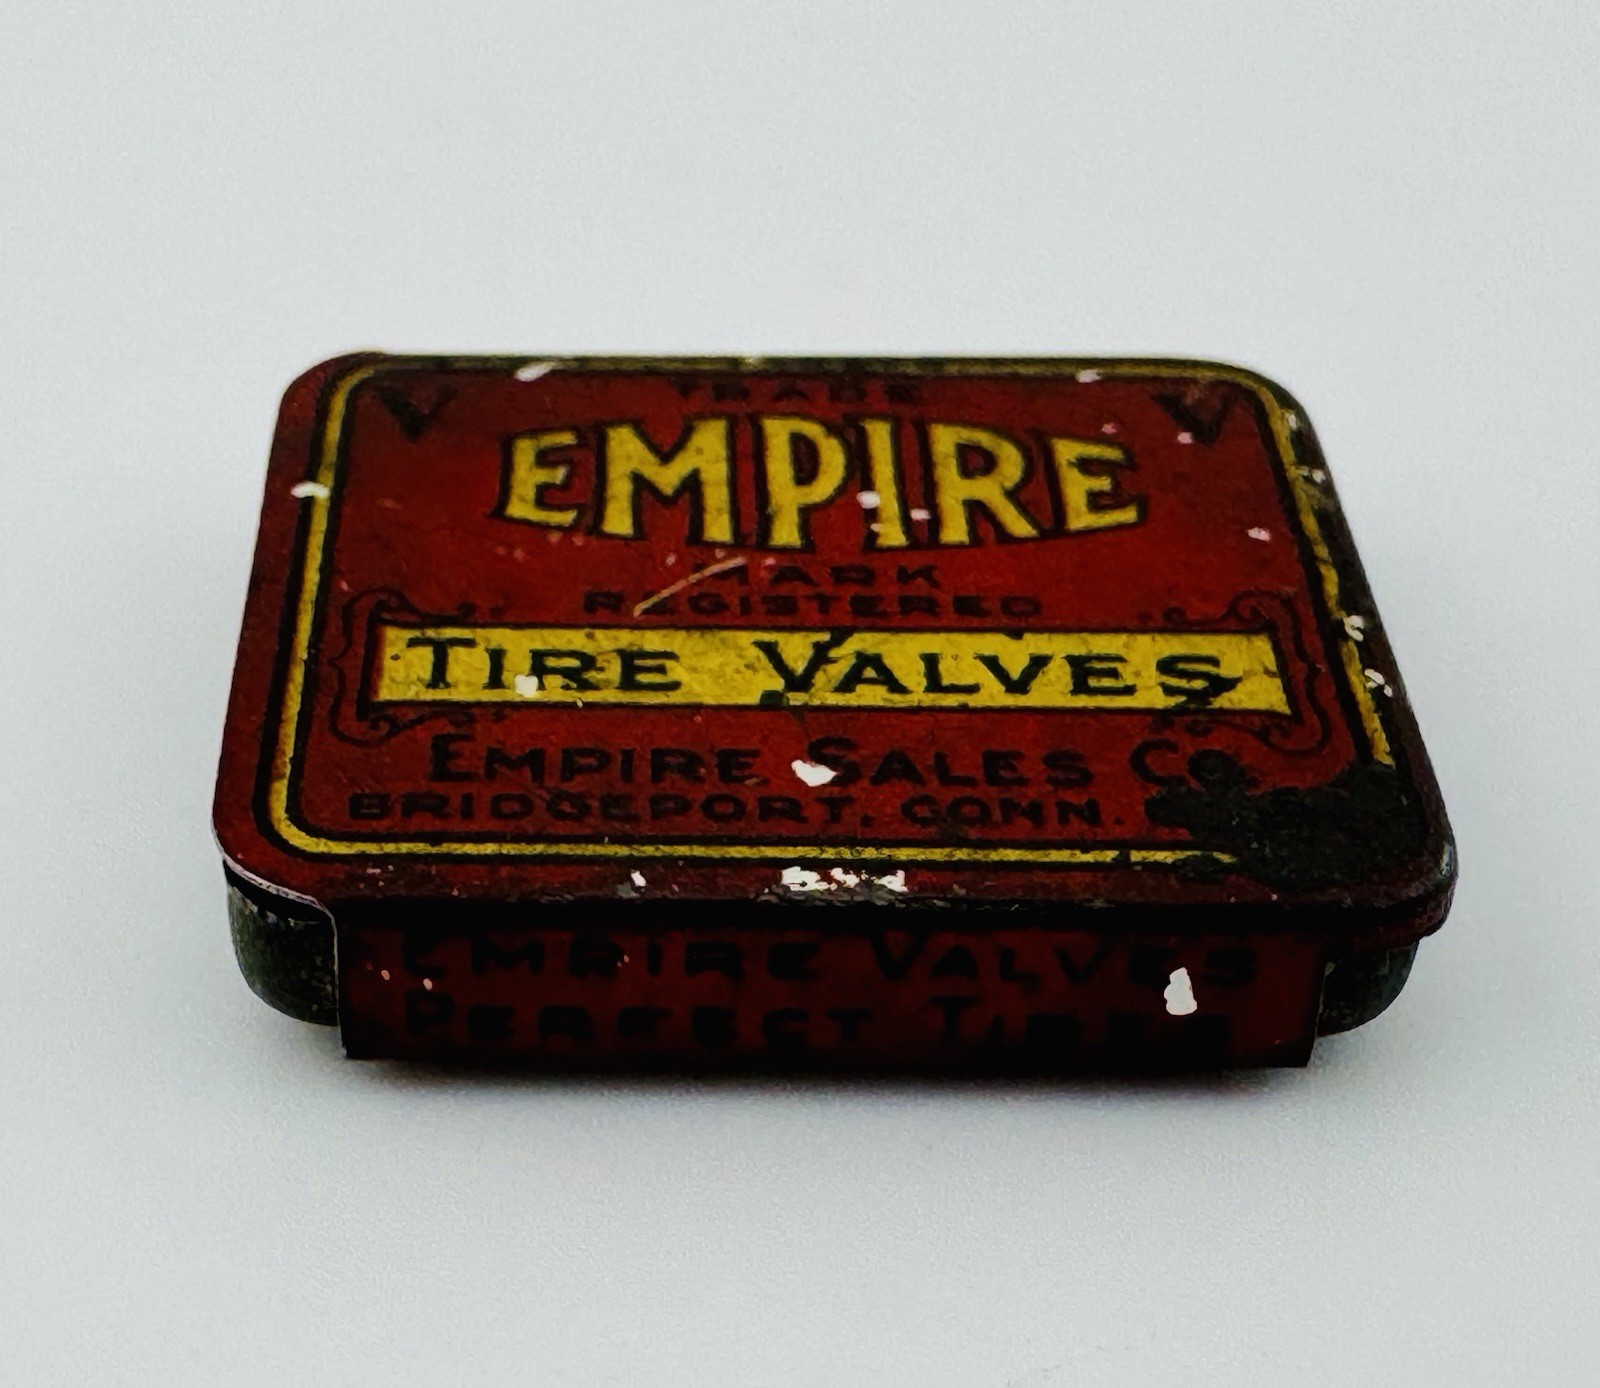 TRADE
EMPIRE
MARK
REGISTERED
TIRE VALVES
EMPIRE SALES CO.
BRIDGEPORT, CONN.
EMPIRE VALVES
PERFECT TIRES